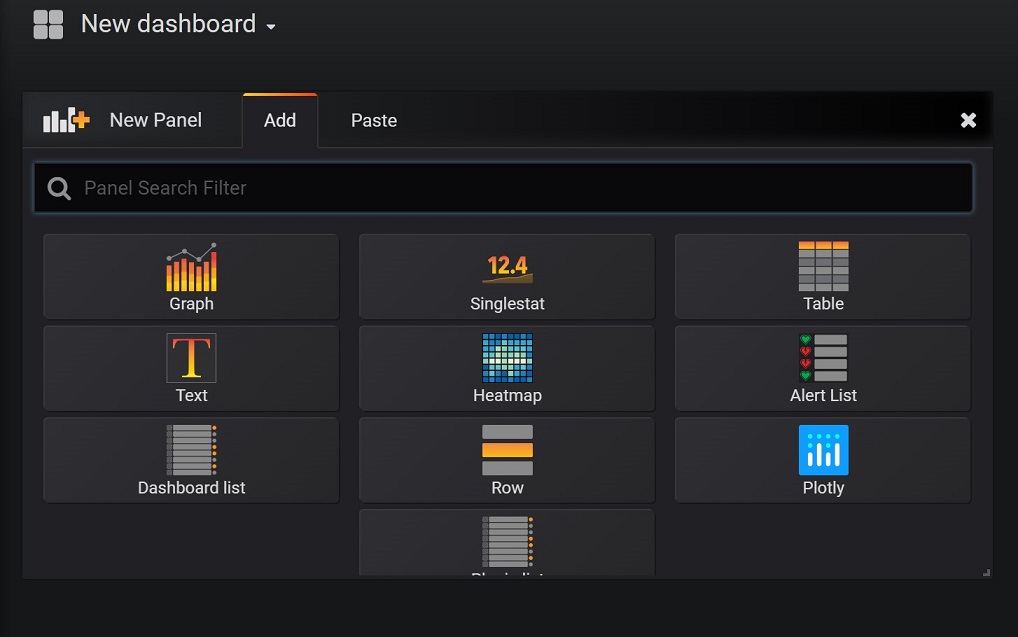 New dashboard
New Panel
Add
Paste
Panel Search Filter
12.4
Graph
Singlestat
Table
T
Text
Heatmap
Alert List
Dashboard list
Row
Plotly